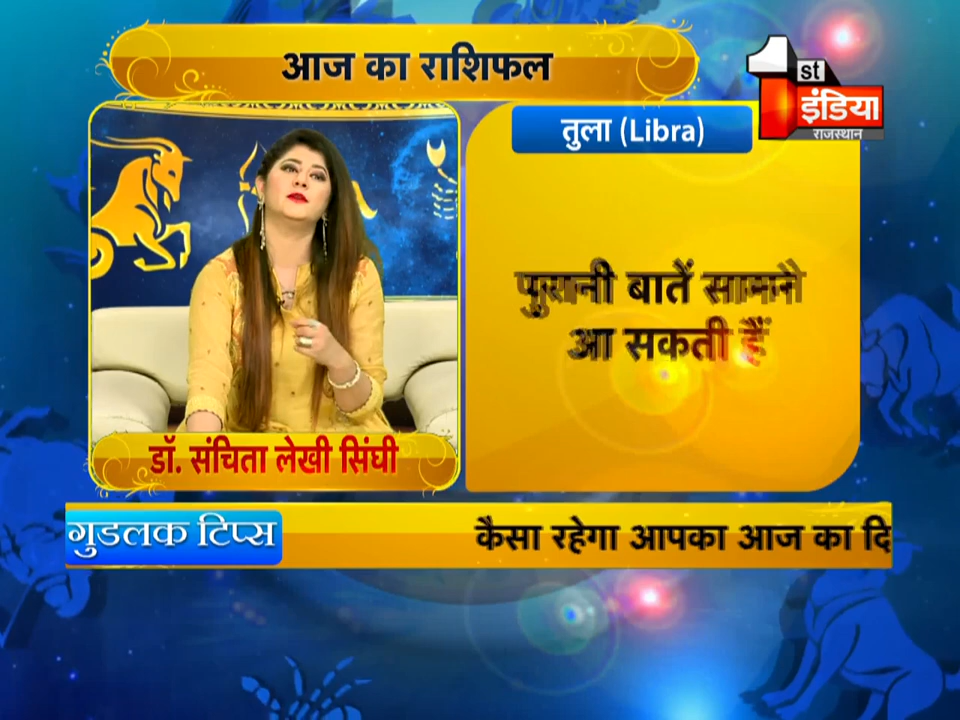 आज का राशिफल
1st
इंडिया
राजस्थान
तुला (Libra)
पुरानी बातें सामने
आ सकती हैं
डॉ. संचिता लेखी सिंघी
गुडलक टिप्स
कैसा रहेगा आपका आज का दि